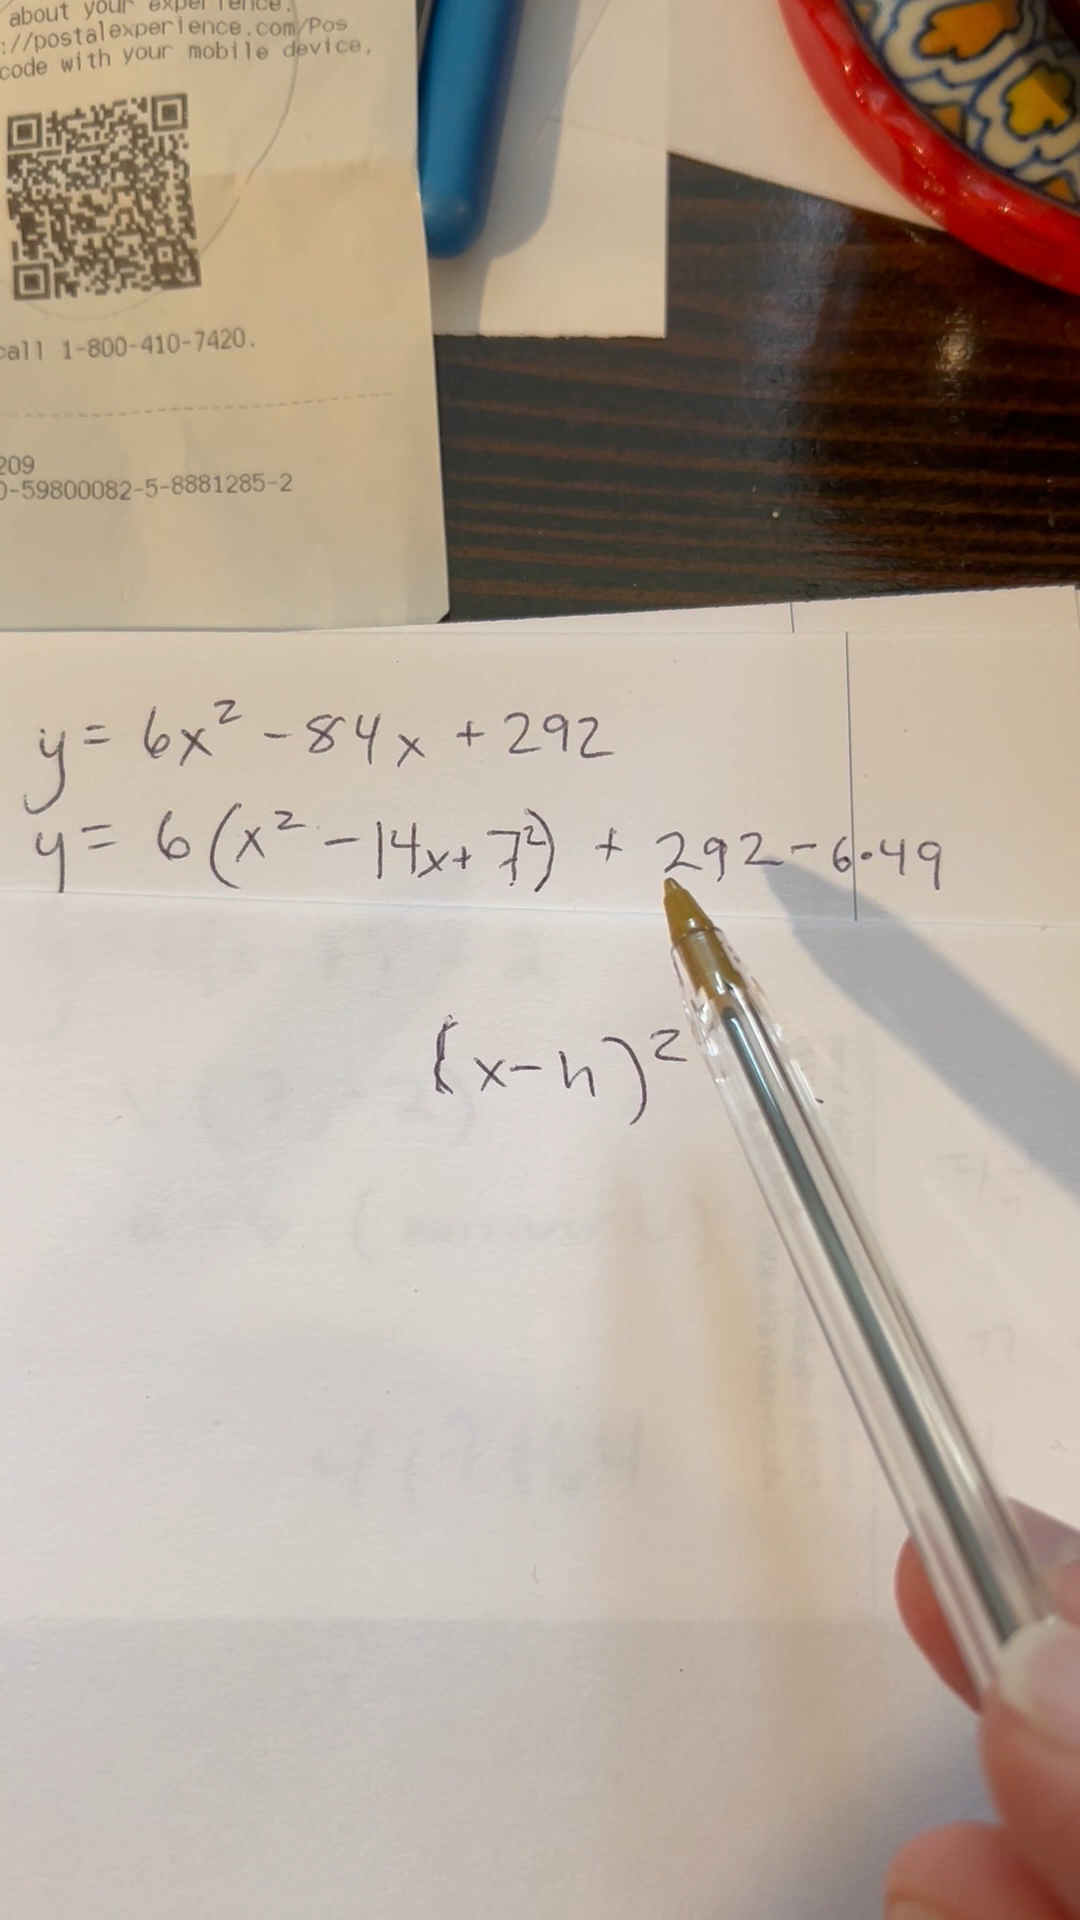 about your experience.
://postalexperience.com/Pos
code with your mobile device,
call 1-800-410-7420.
209
0-59800082-5-8881285-2
y = 6x² - 84x + 292
y = 6(x² - 14x + 7²) + 292 - 6·49
(x - h)²